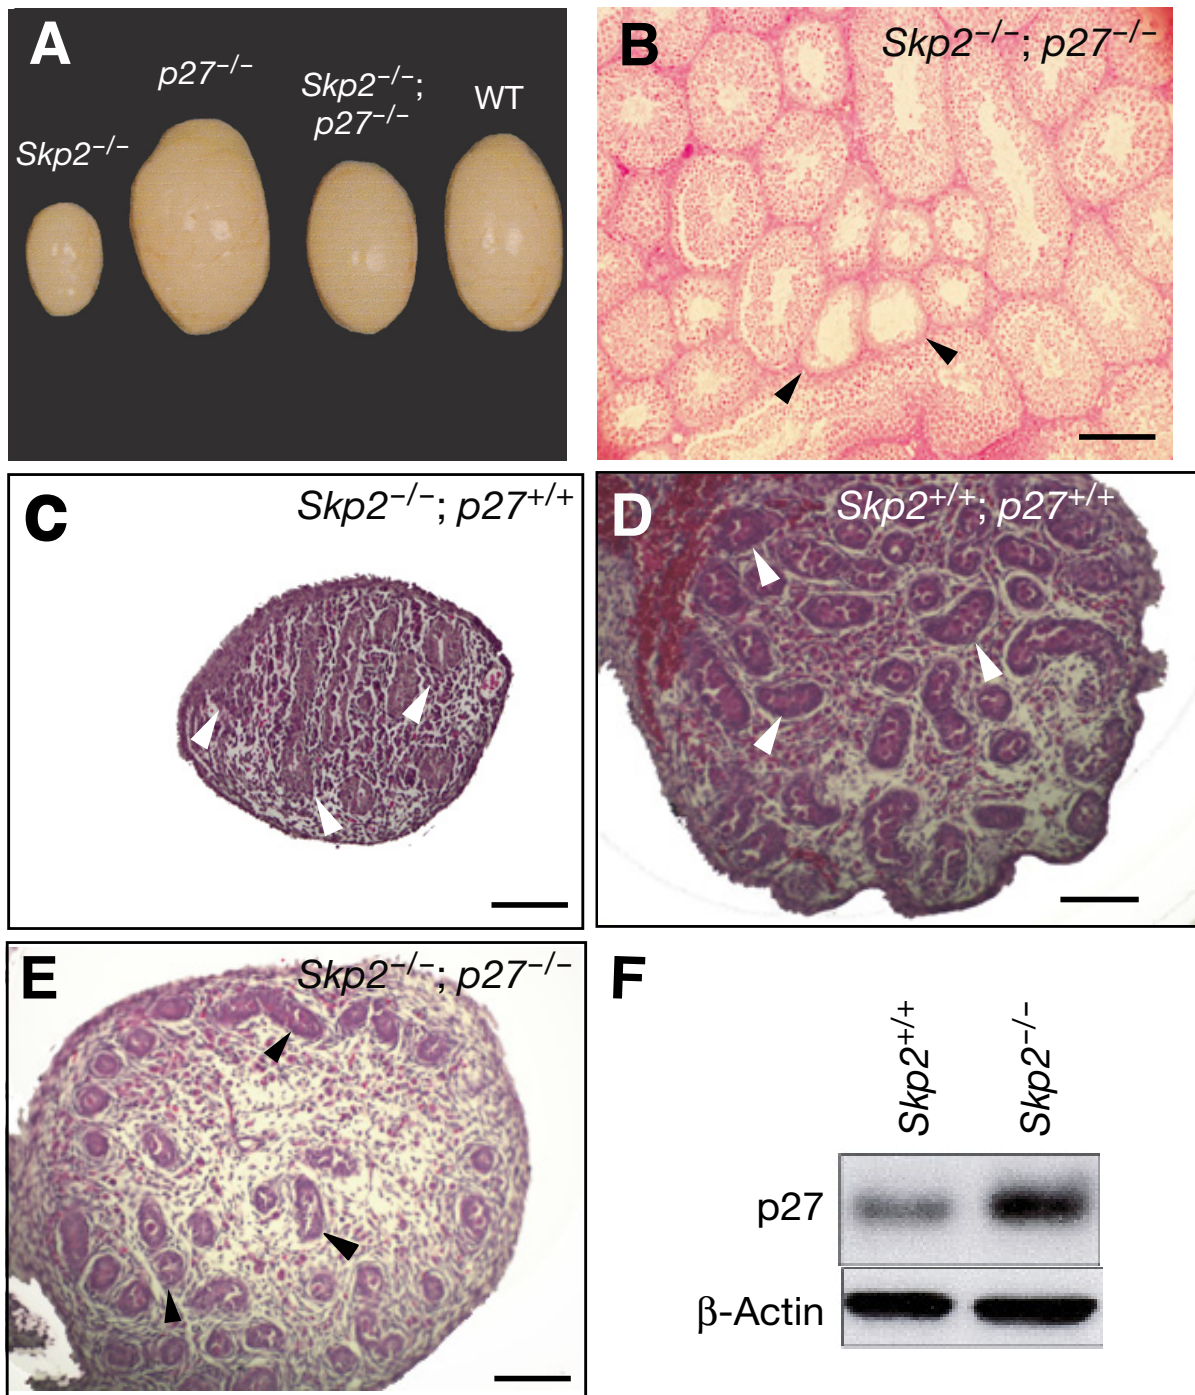 A
Skp2−/−
p27−/−
Skp2−/−;
p27−/−
WT
B
Skp2−/−; p27−/−
C
Skp2−/−; p27+/+
D
Skp2+/+; p27+/+
E
Skp2−/−; p27−/−
F
Skp2+/+
Skp2−/−
p27
β-Actin